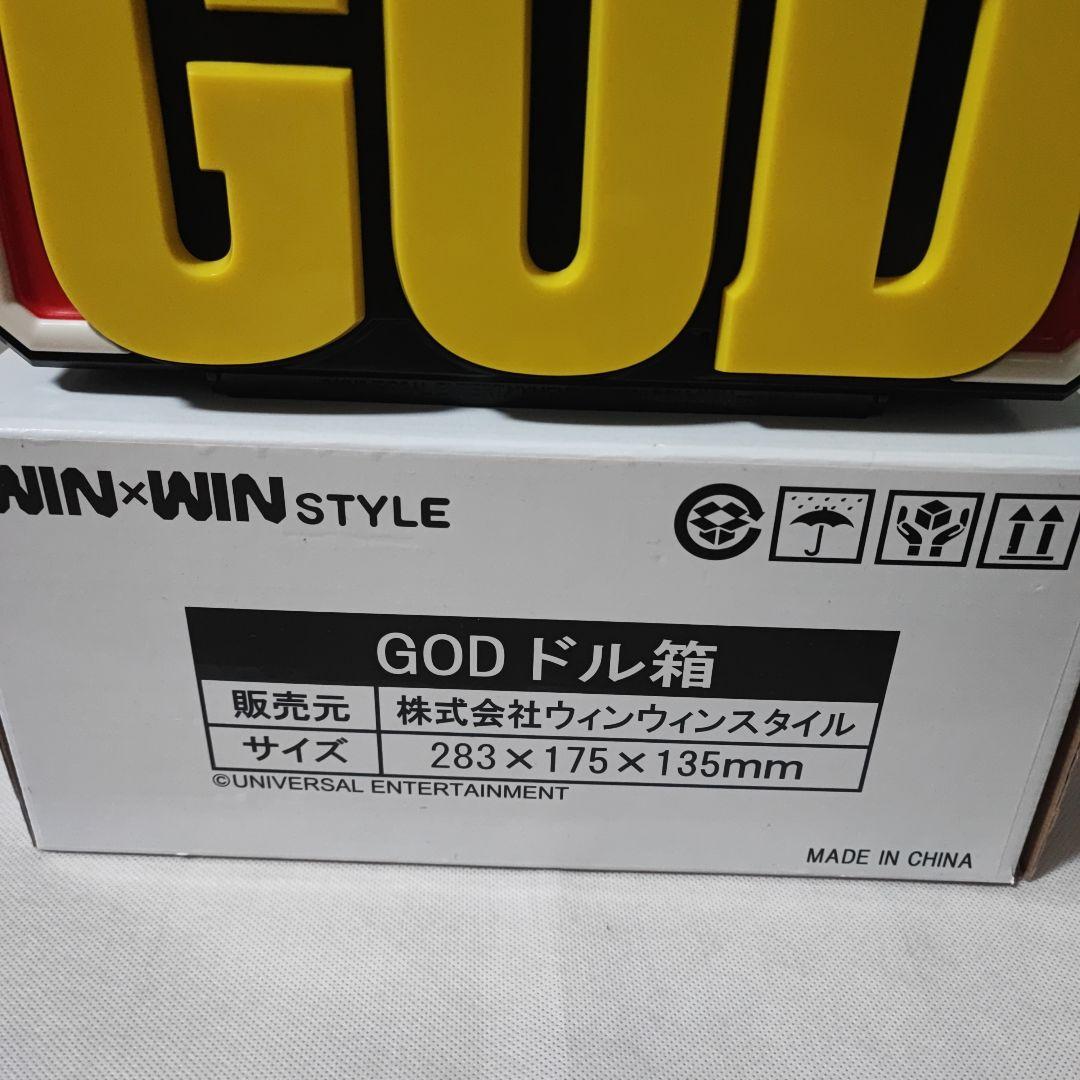 GOD
WIN×WIN STYLE
GOD ドル箱
販売元 株式会社ウィンウィンスタイル
サイズ 283×175×135mm
©UNIVERSAL ENTERTAINMENT
MADE IN CHINA